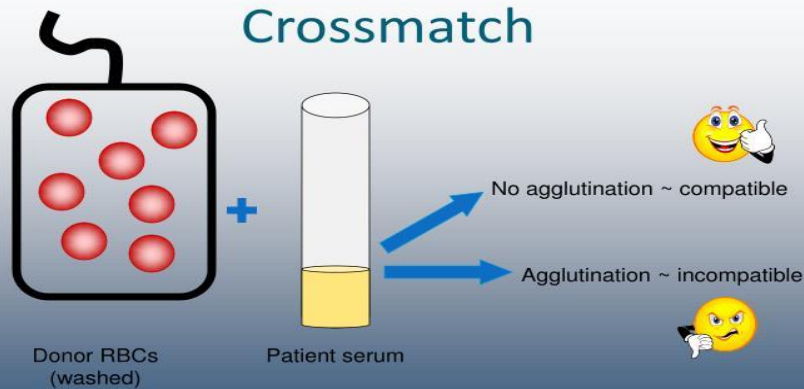 Crossmatch
No agglutination ~ compatible
Agglutination ~ incompatible
Donor RBCs
(washed)
Patient serum